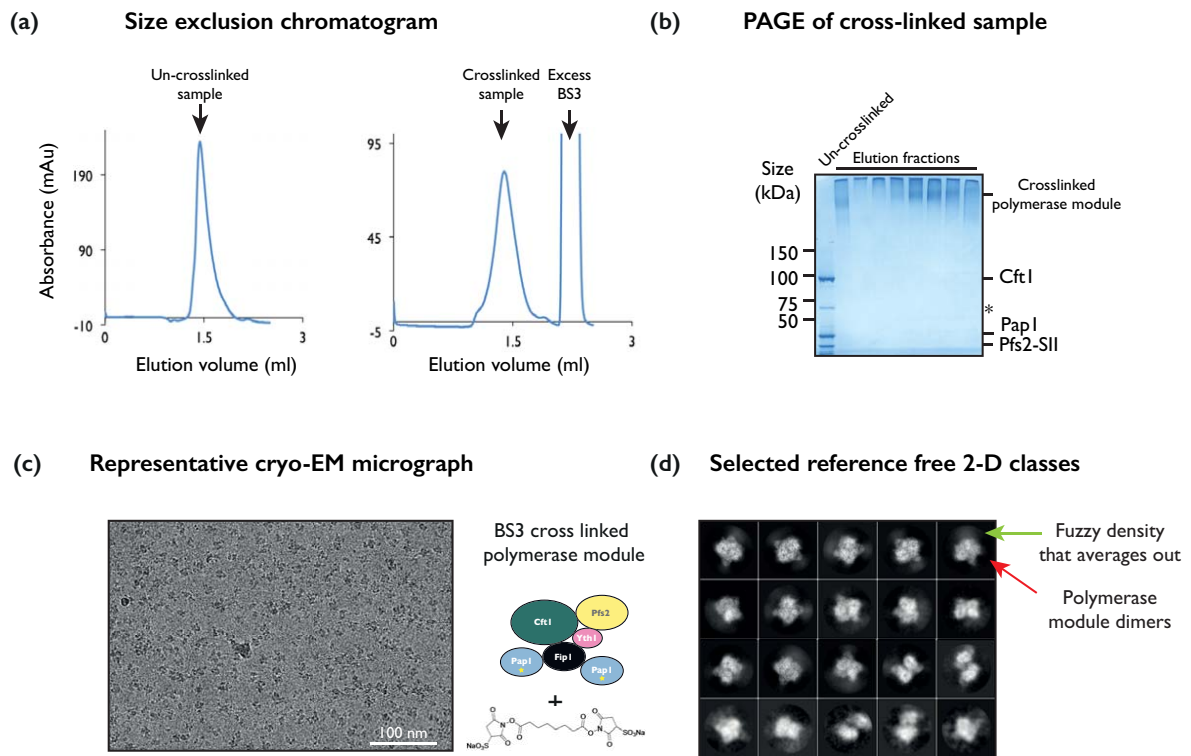 (a) Size exclusion chromatogram
Un-crosslinked
sample
Crosslinked
sample
Excess
BS3
Absorbance (mAu)
190
90
-10
0
1.5
3
Elution volume (ml)
95
45
-5
0
1.5
3
Elution volume (ml)
(b) PAGE of cross-linked sample
Un-crosslinked
Elution fractions
Size
(kDa)
150
100
75
50
Crosslinked
polymerase module
Cft1
*
Pap1
Pfs2-SII
(c) Representative cryo-EM micrograph
100 nm
BS3 cross linked
polymerase module
Cft1
Pfs2
Yth1
Pap1
Fip1
Pap1
+
O
O
O
O
N
O
O
N
O
O
NaO₃S
SO₃Na
(d) Selected reference free 2-D classes
Fuzzy density
that averages out
Polymerase
module dimers